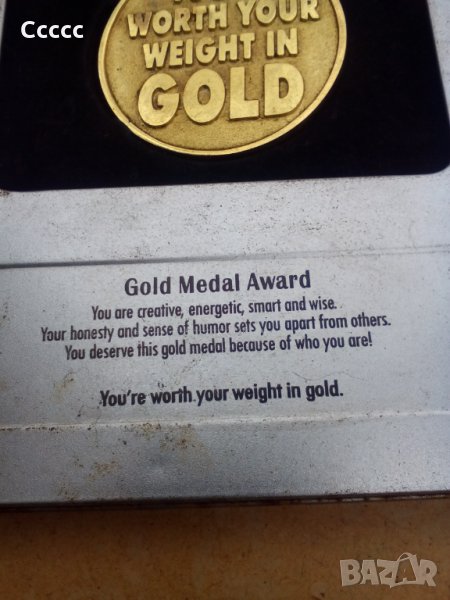 Ccccc
WORTH YOUR
WEIGHT IN
GOLD
Gold Medal Award
You are creative, energetic, smart and wise.
Your honesty and sense of humor sets you apart from others.
You deserve this gold medal because of who you are!
You're worth your weight in gold.
BAZAR